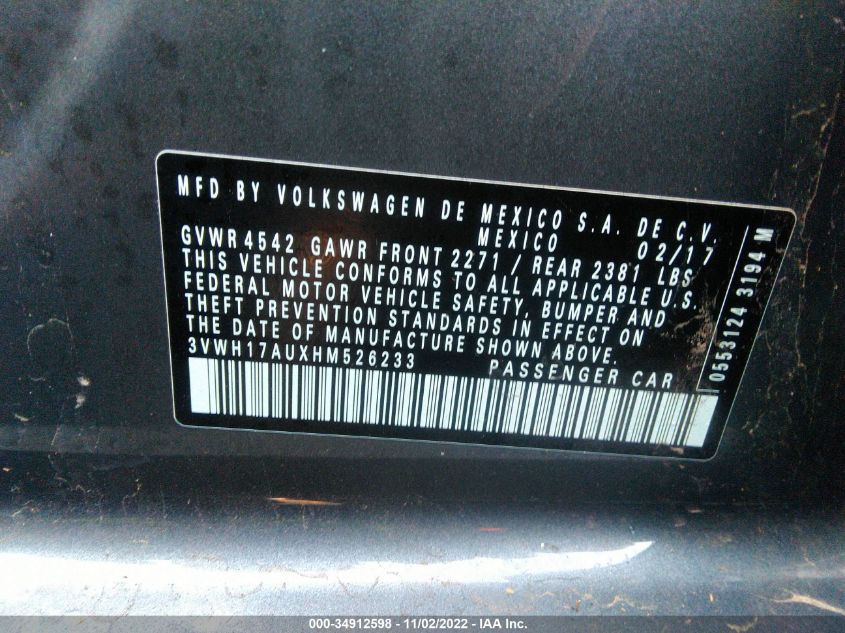 MFD BY VOLKSWAGEN DE MEXICO S.A. DE C.V.
MEXICO 02/17
GVWR 4542 GAWR FRONT 2271 / REAR 2381 LBS
THIS VEHICLE CONFORMS TO ALL APPLICABLE U.S.
FEDERAL MOTOR VEHICLE SAFETY, BUMPER AND
THEFT PREVENTION STANDARDS IN EFFECT ON
THE DATE OF MANUFACTURE SHOWN ABOVE.
3VWH17AUXHM526233 PASSENGER CAR
0553124 3194 M
000-34912598 - 11/02/2022 - IAA, Inc.